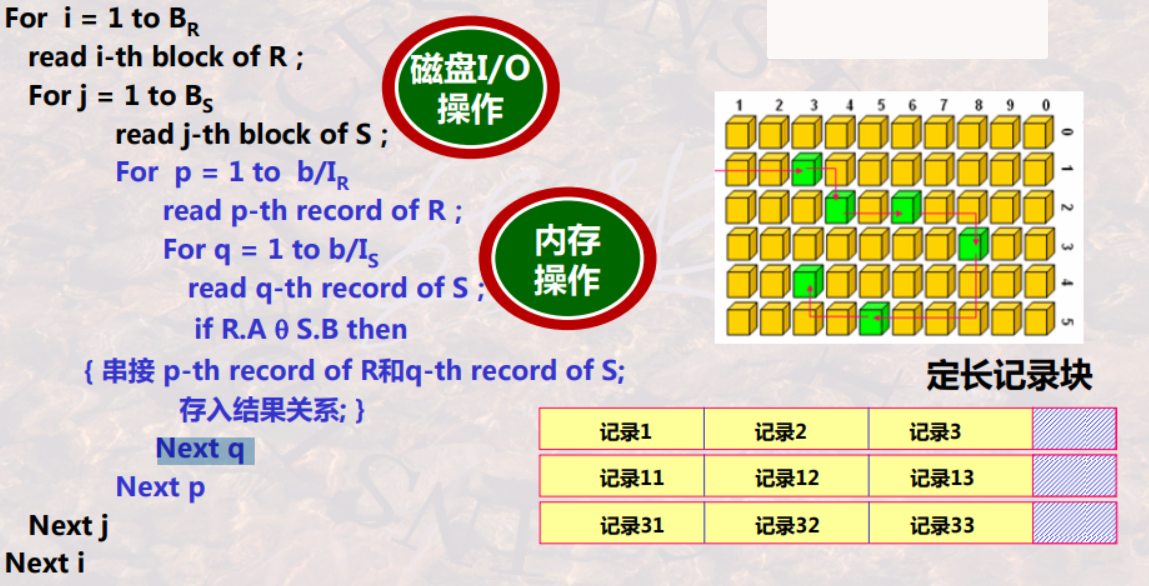 For i = 1 to BR
read i-th block of R ;
For j = 1 to BS
read j-th block of S ;
For p = 1 to b/IR
read p-th record of R ;
For q = 1 to b/IS
read q-th record of S ;
if R.A θ S.B then
{ 串接 p-th record of R和q-th record of S;
存入结果关系; }
Next q
Next p
Next j
Next i
磁盘I/O
操作
内存
操作
1 2 3 4 5 6 7 8 9 0
0
1
2
3
4
5
定长记录块
记录1 记录2 记录3
记录11 记录12 记录13
记录31 记录32 记录33